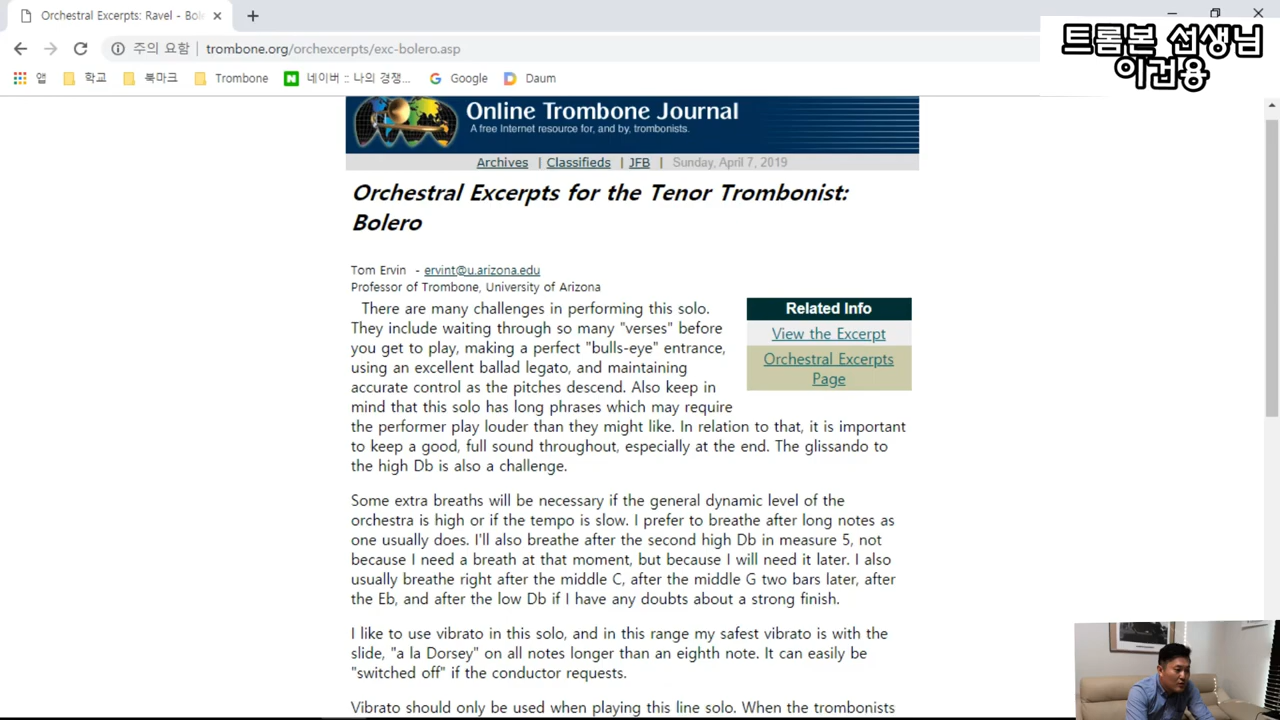 Orchestral Excerpts: Ravel - Bol
주의 요함
trombone.org/orchexcerpts/exc-bolero.asp
트롬본 선생님
이건용
앱
학교
북마크
Trombone
네이버 :: 나의 경쟁...
Google
Daum
Online Trombone Journal
A free Internet resource for, and by, trombonists.
Archives | Classifieds | JFB | Sunday, April 7, 2019
Orchestral Excerpts for the Tenor Trombonist:
Bolero
Tom Ervin - ervint@u.arizona.edu
Professor of Trombone, University of Arizona
There are many challenges in performing this solo.
They include waiting through so many "verses" before
you get to play, making a perfect "bulls-eye" entrance,
using an excellent ballad legato, and maintaining
accurate control as the pitches descend. Also keep in
mind that this solo has long phrases which may require
the performer play louder than they might like. In relation to that, it is important
to keep a good, full sound throughout, especially at the end. The glissando to
the high Db is also a challenge.
Related Info
View the Excerpt
Orchestral Excerpts
Page
Some extra breaths will be necessary if the general dynamic level of the
orchestra is high or if the tempo is slow. I prefer to breathe after long notes as
one usually does. I'll also breathe after the second high Db in measure 5, not
because I need a breath at that moment, but because I will need it later. I also
usually breathe right after the middle C, after the middle G two bars later, after
the Eb, and after the low Db if I have any doubts about a strong finish.
I like to use vibrato in this solo, and in this range my safest vibrato is with the
slide, "a la Dorsey" on all notes longer than an eighth note. It can easily be
"switched off" if the conductor requests.
Vibrato should only be used when playing this line solo. When the trombonists